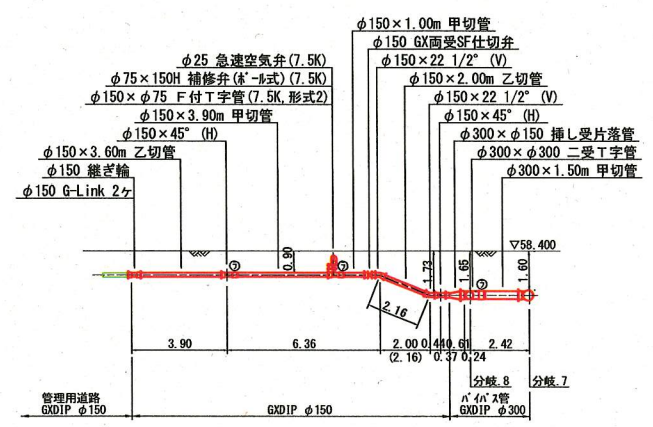 φ150×1.00m 甲切管
φ150 GX両受SF仕切弁
φ25 急速空気弁(7.5K)
φ150×22 1/2° (V)
φ75×150H 補修弁(ﾎﾞｰﾙ式)(7.5K)
φ150×2.00m 乙切管
φ150×φ75 F付T字管(7.5K,形式2)
φ150×22 1/2° (V)
φ150×3.90m 甲切管
φ150×45° (H)
φ150×45° (H)
φ300×φ150 挿し受片落管
φ150×3.60m 乙切管
φ300×φ300 二受T字管
φ150 継ぎ輪
φ300×1.50m 甲切管
φ150 G-Link 2ヶ
▽58.400
0.90
1.73
1.65
1.60
フ
フ
フ
2.16
3.90
6.36
2.00
0.44
0.61
2.42
(2.16)
0.37
0.24
分岐.8
分岐.7
管理用道路
GXDIP φ150
GXDIP φ150
ﾊﾞｲﾊﾟｽ管
GXDIP φ300